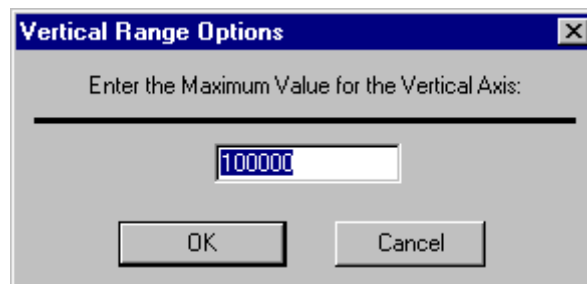 Vertical Range Options
Enter the Maximum Value for the Vertical Axis:
100000
OK
Cancel